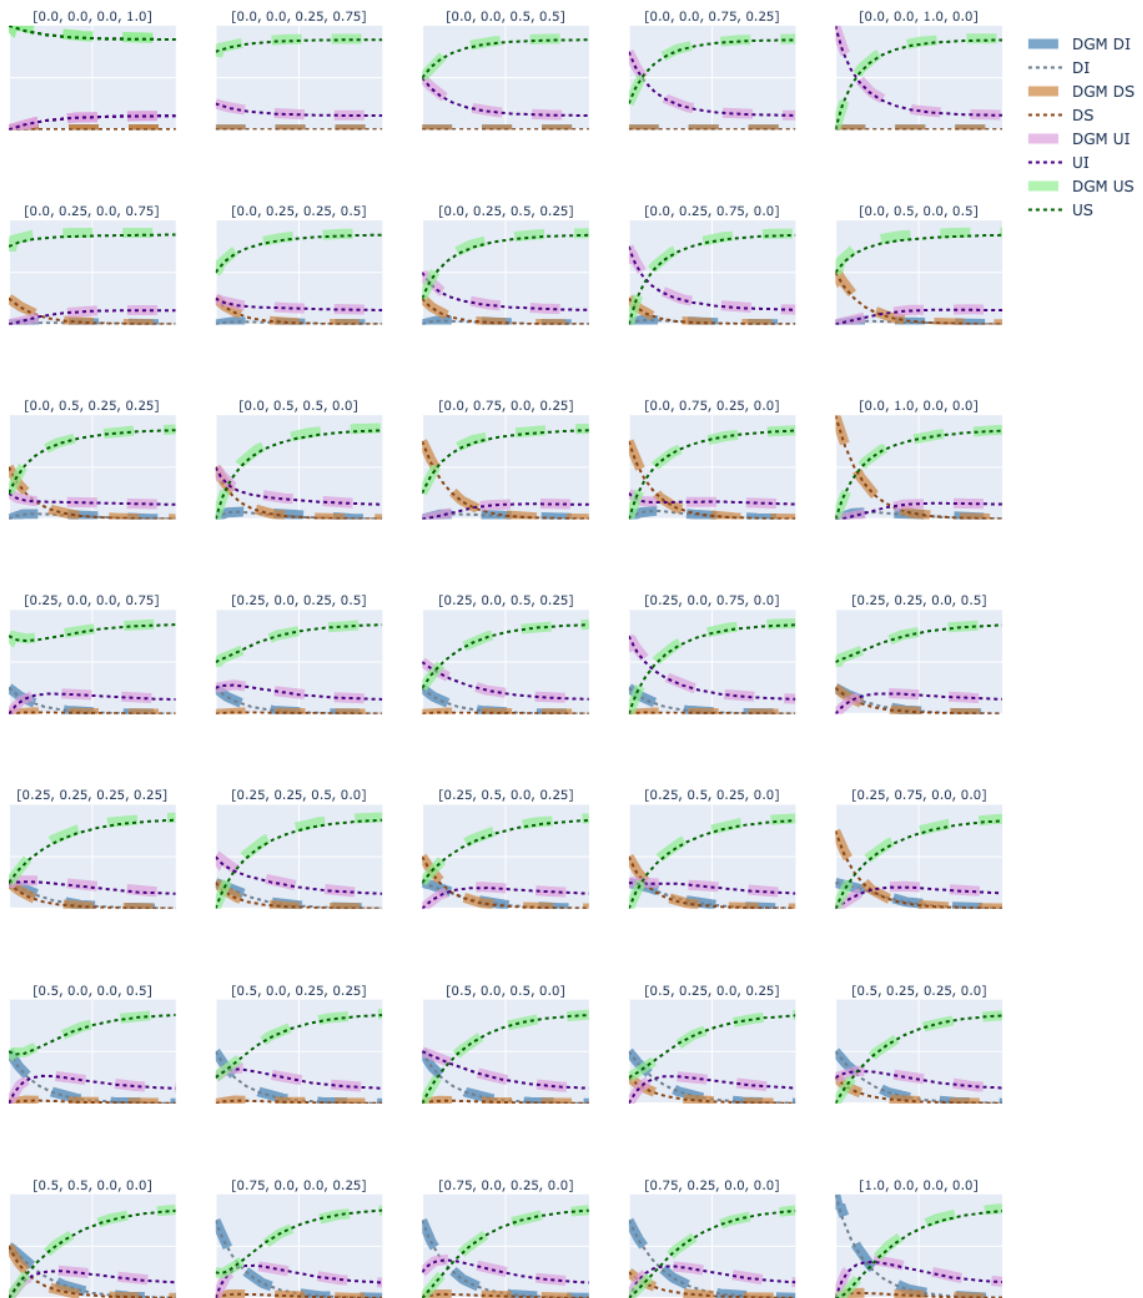 [0.0, 0.0, 0.0, 1.0]
[0.0, 0.0, 0.25, 0.75]
[0.0, 0.0, 0.5, 0.5]
[0.0, 0.0, 0.75, 0.25]
[0.0, 0.0, 1.0, 0.0]
DGM DI
DI
DGM DS
DS
DGM UI
UI
DGM US
US
[0.0, 0.25, 0.0, 0.75]
[0.0, 0.25, 0.25, 0.5]
[0.0, 0.25, 0.5, 0.25]
[0.0, 0.25, 0.75, 0.0]
[0.0, 0.5, 0.0, 0.5]
[0.0, 0.5, 0.25, 0.25]
[0.0, 0.5, 0.5, 0.0]
[0.0, 0.75, 0.0, 0.25]
[0.0, 0.75, 0.25, 0.0]
[0.0, 1.0, 0.0, 0.0]
[0.25, 0.0, 0.0, 0.75]
[0.25, 0.0, 0.25, 0.5]
[0.25, 0.0, 0.5, 0.25]
[0.25, 0.0, 0.75, 0.0]
[0.25, 0.25, 0.0, 0.5]
[0.25, 0.25, 0.25, 0.25]
[0.25, 0.25, 0.5, 0.0]
[0.25, 0.5, 0.0, 0.25]
[0.25, 0.5, 0.25, 0.0]
[0.25, 0.75, 0.0, 0.0]
[0.5, 0.0, 0.0, 0.5]
[0.5, 0.0, 0.25, 0.25]
[0.5, 0.0, 0.5, 0.0]
[0.5, 0.25, 0.0, 0.25]
[0.5, 0.25, 0.25, 0.0]
[0.5, 0.5, 0.0, 0.0]
[0.75, 0.0, 0.0, 0.25]
[0.75, 0.0, 0.25, 0.0]
[0.75, 0.25, 0.0, 0.0]
[1.0, 0.0, 0.0, 0.0]